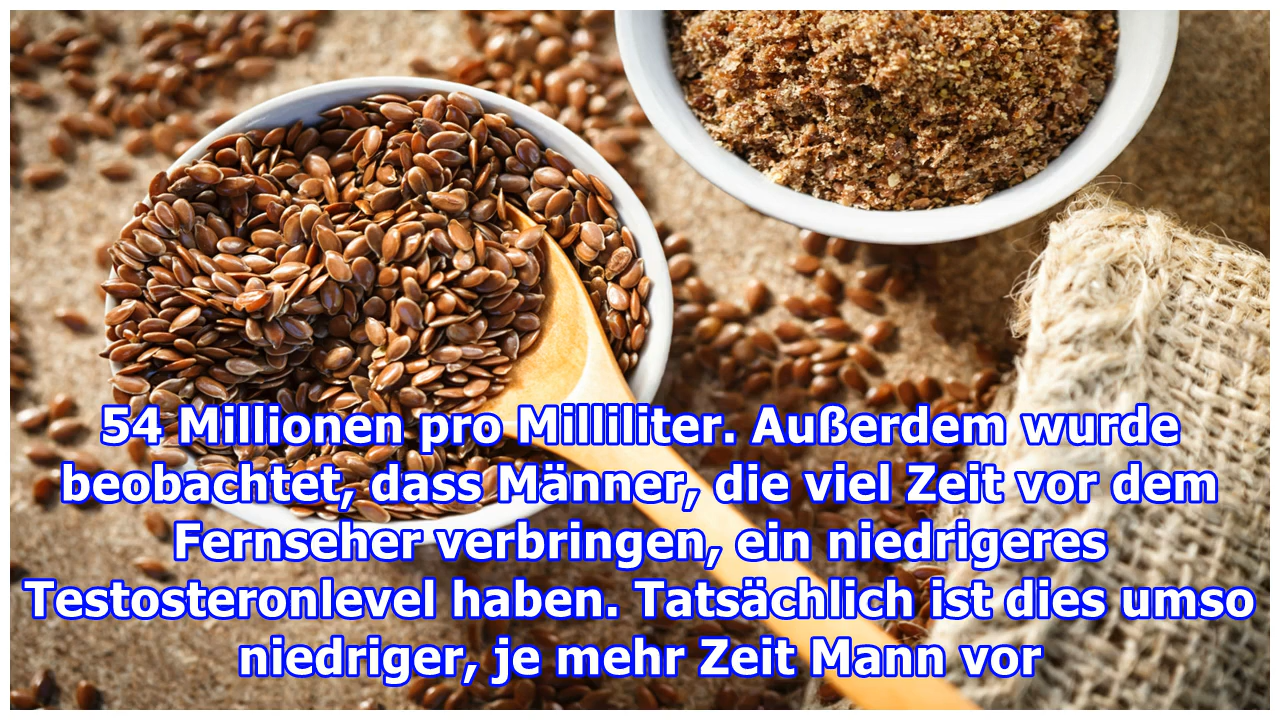 54 Millionen pro Milliliter. Außerdem wurde
beobachtet, dass Männer, die viel Zeit vor dem
Fernseher verbringen, ein niedrigeres
Testosteronlevel haben. Tatsächlich ist dies umso
niedriger, je mehr Zeit Mann vor